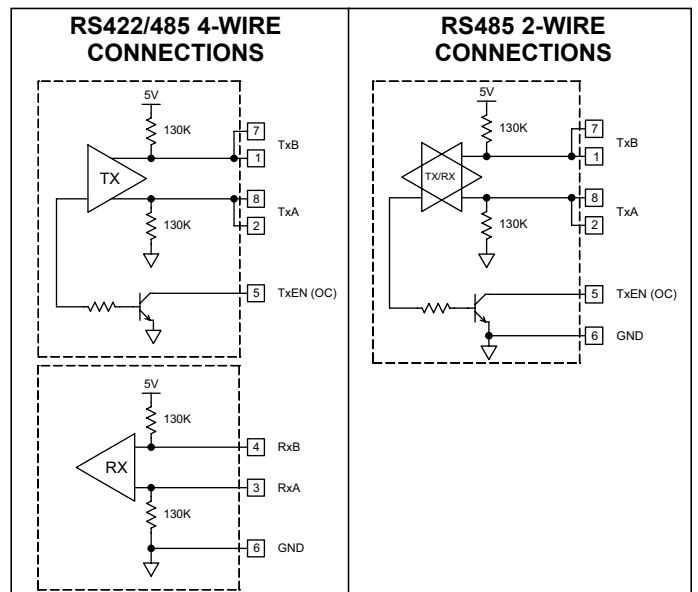 RS422/485 4-WIRE
CONNECTIONS
5V
130K
7
TxB
1
TX
8
TxA
130K
2
5 TxEN (OC)
5V
130K
4 RxB
RX
3 RxA
130K
6 GND
RS485 2-WIRE
CONNECTIONS
5V
130K
7
TxB
1
TX/RX
8
TxA
130K
2
5 TxEN (OC)
6 GND